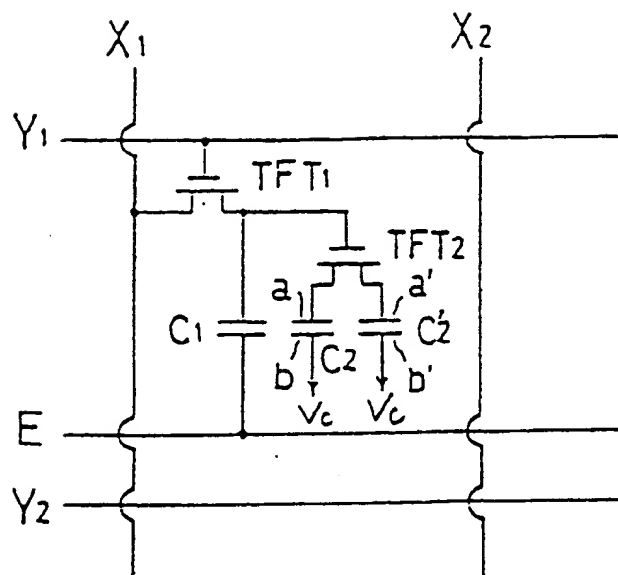 X1 X2
Y1
TFT1
TFT2
a a'
C1 C'2
b C2 b'
Vc Vc
E
Y2